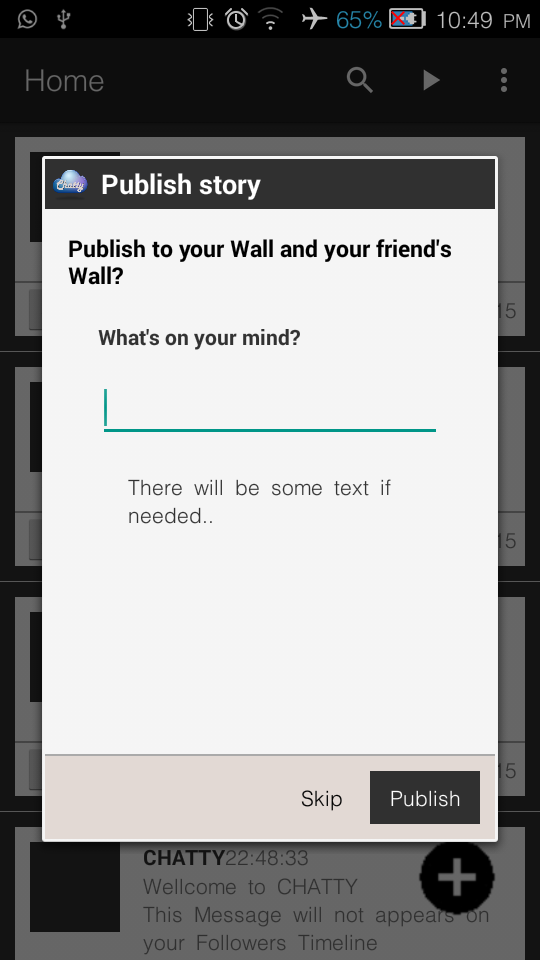 65% 10:49 PM
Home
Chatty Publish story
Publish to your Wall and your friend's
Wall?
What's on your mind?
15
There will be some text if
needed..
15
15
Skip Publish
CHATTY22:48:33
Wellcome to CHATTY
This Message will not appears on
your Followers Timeline